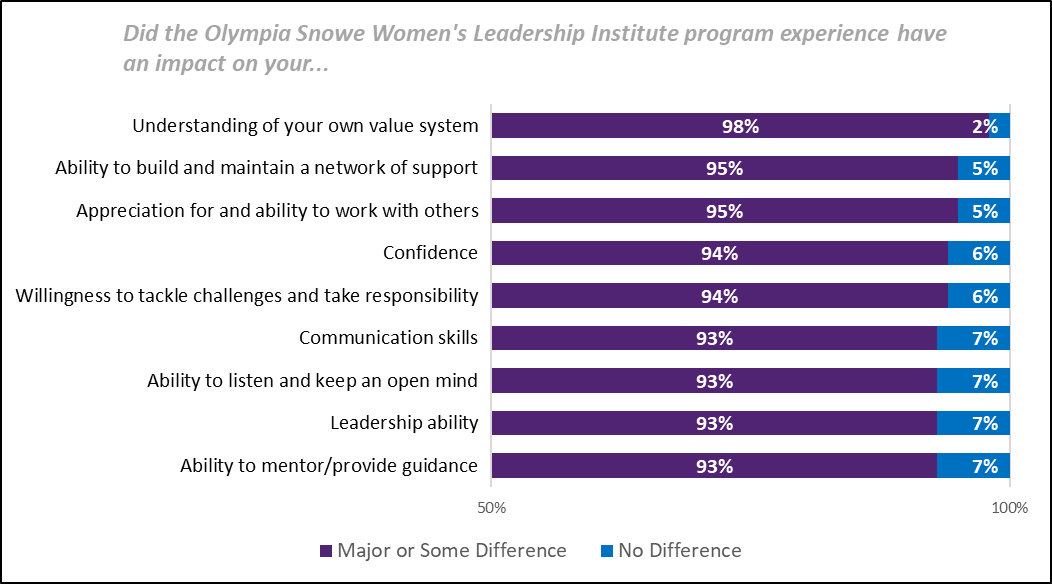 Did the Olympia Snowe Women's Leadership Institute program experience have
an impact on your...
Understanding of your own value system 98% 2%
Ability to build and maintain a network of support 95% 5%
Appreciation for and ability to work with others 95% 5%
Confidence 94% 6%
Willingness to tackle challenges and take responsibility 94% 6%
Communication skills 93% 7%
Ability to listen and keep an open mind 93% 7%
Leadership ability 93% 7%
Ability to mentor/provide guidance 93% 7%
50% 100%
Major or Some Difference No Difference